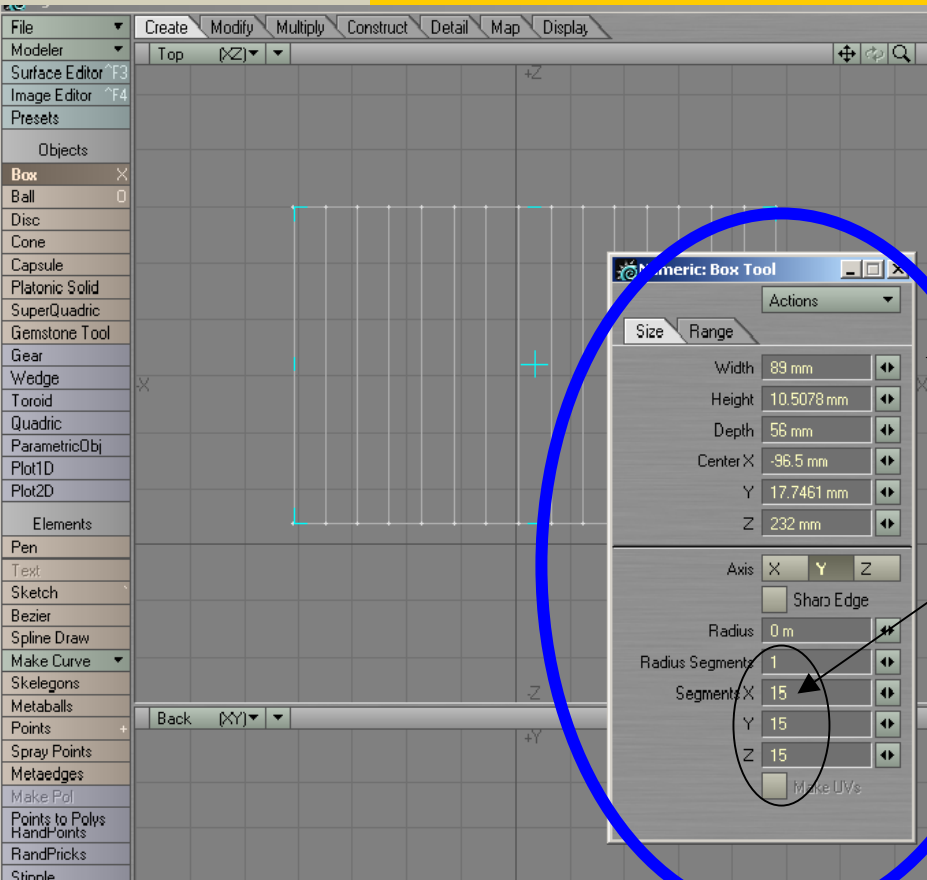 File
Modeler
Surface Editor ^F3
Image Editor ^F4
Presets
Objects
Box X
Ball O
Disc
Cone
Capsule
Platonic Solid
SuperQuadric
Gemstone Tool
Gear
Wedge
Toroid
Quadric
ParametricObj
Plot1D
Plot2D
Elements
Pen
Text
Sketch `
Bezier
Spline Draw
Make Curve
Skelegons
Metaballs
Points +
Spray Points
Metaedges
Make Pol
Points to Polys
RandPoints
RandPricks
Stipple
Create Modify Multiply Construct Detail Map Display
Top (XZ)
+Z
-X
X
-Z
Back (XY)
+Y
Numeric: Box Tool
Actions
Size Range
Width 89 mm
Height 10.5078 mm
Depth 56 mm
Center X -96.5 mm
Y 17.7461 mm
Z 232 mm
Axis X Y Z
Sharp Edge
Radius 0 m
Radius Segments 1
Segments X 15
Y 15
Z 15
Make UVs